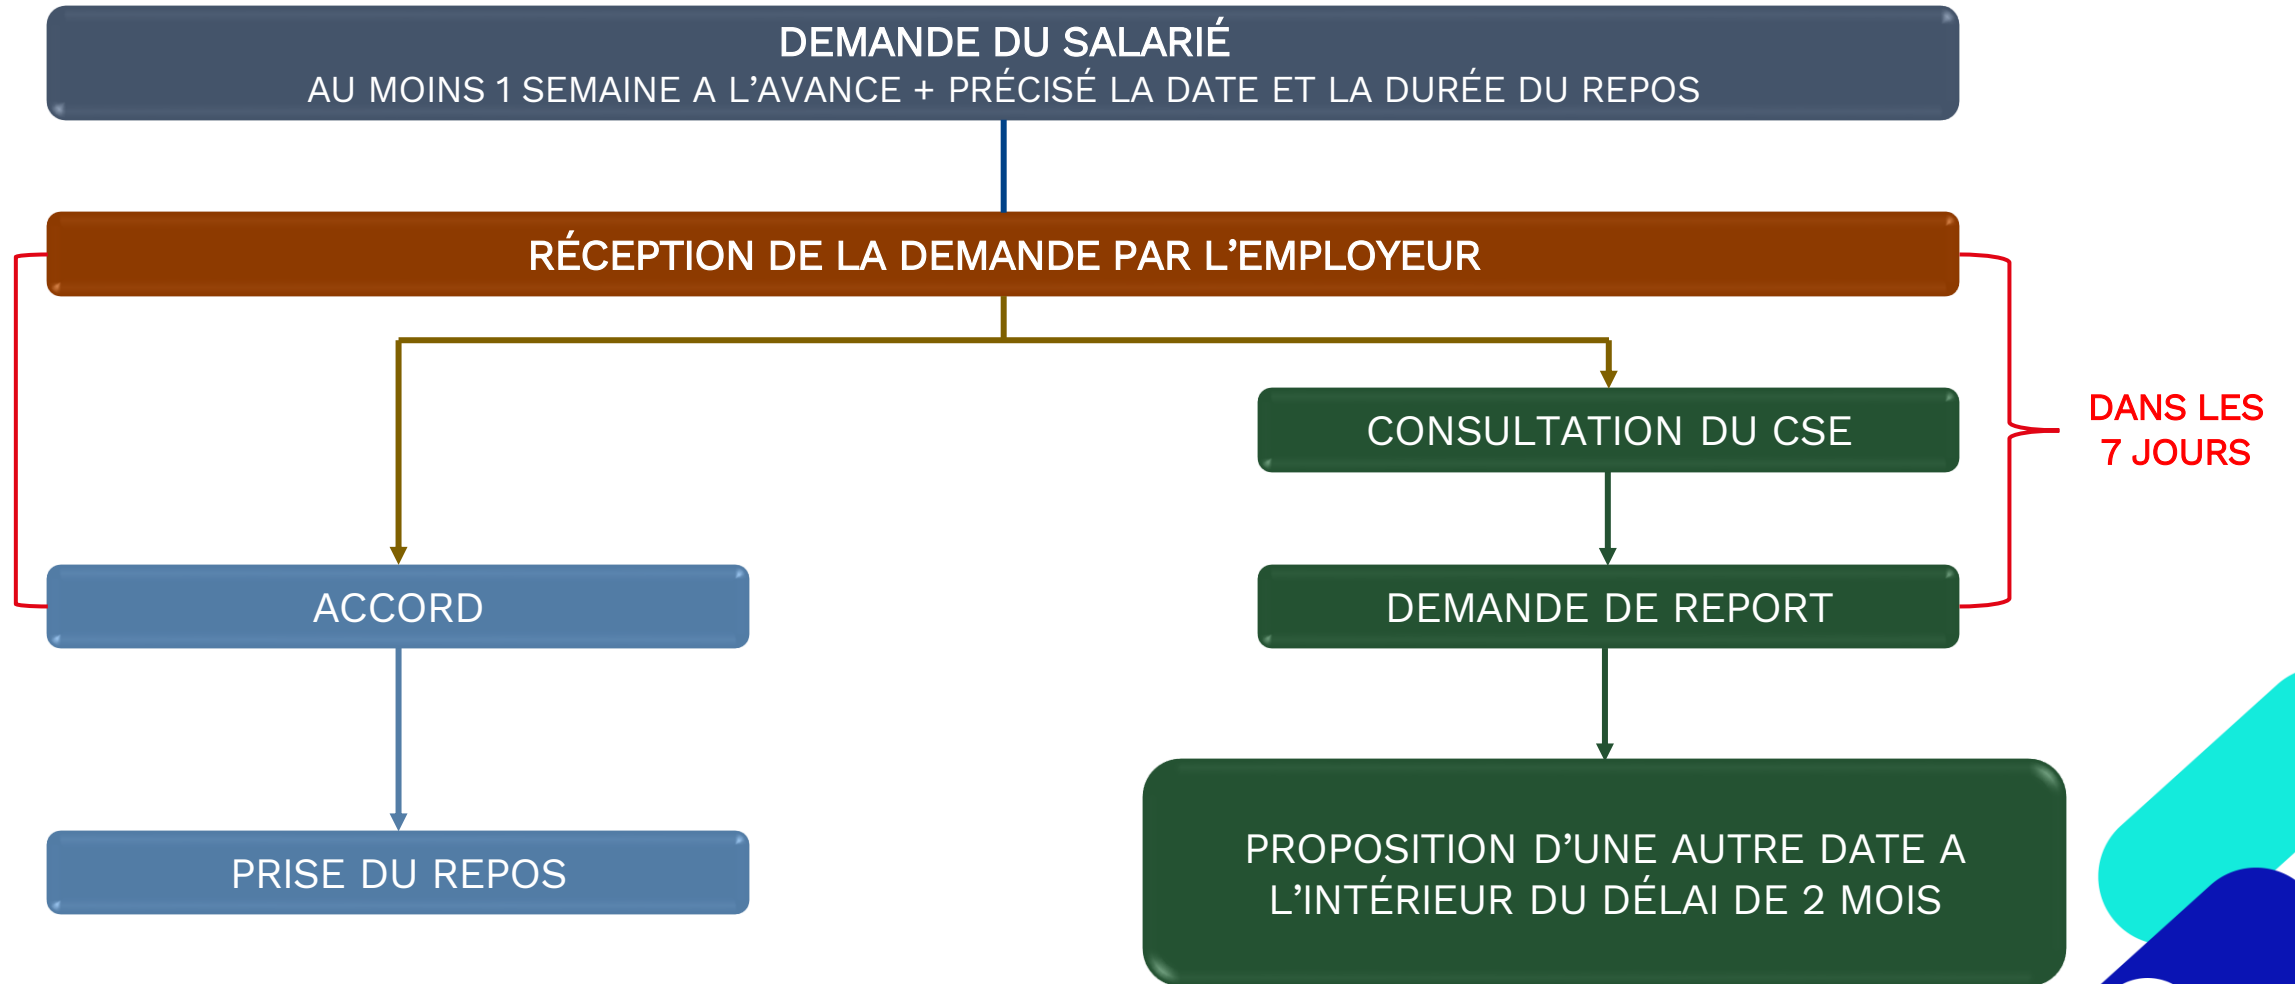 DEMANDE DU SALARIÉ
AU MOINS 1 SEMAINE A L’AVANCE + PRÉCISÉ LA DATE ET LA DURÉE DU REPOS
RÉCEPTION DE LA DEMANDE PAR L’EMPLOYEUR
CONSULTATION DU CSE
DANS LES
7 JOURS
ACCORD
DEMANDE DE REPORT
PRISE DU REPOS
PROPOSITION D’UNE AUTRE DATE A
L’INTÉRIEUR DU DÉLAI DE 2 MOIS